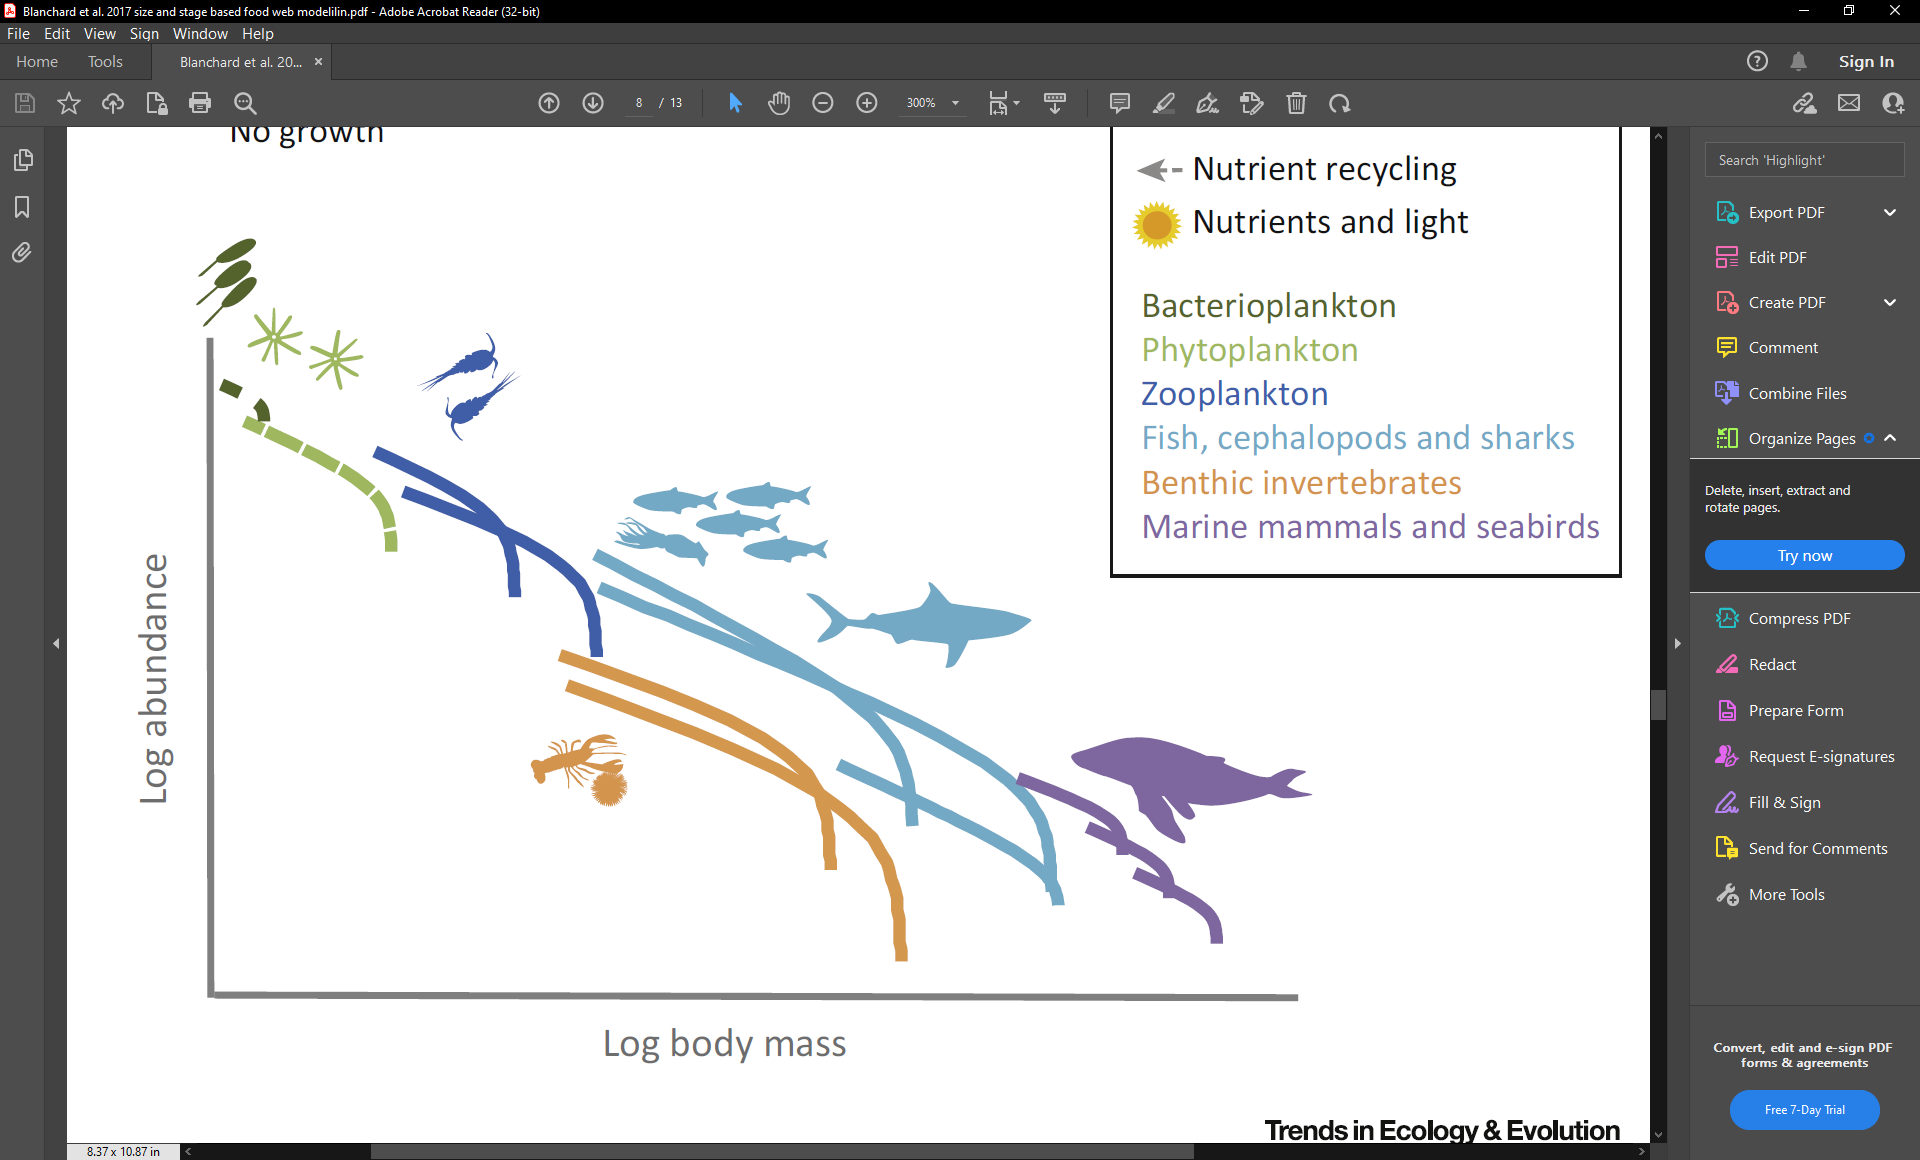 Blanchard et al. 2017 size and stage based food web modelilin.pdf - Adobe Acrobat Reader (32-bit)
File Edit View Sign Window Help
Home Tools Blanchard et al. 20... ×
Sign In
8 / 13
300%
No growth
Nutrient recycling
Nutrients and light
Bacterioplankton
Phytoplankton
Zooplankton
Fish, cephalopods and sharks
Benthic invertebrates
Marine mammals and seabirds
Log abundance
Log body mass
Trends in Ecology & Evolution
8.37 x 10.87 in
Search 'Highlight'
Export PDF
Edit PDF
Create PDF
Comment
Combine Files
Organize Pages
Delete, insert, extract and
rotate pages.
Try now
Compress PDF
Redact
Prepare Form
Request E-signatures
Fill & Sign
Send for Comments
More Tools
Convert, edit and e-sign PDF
forms & agreements
Free 7-Day Trial